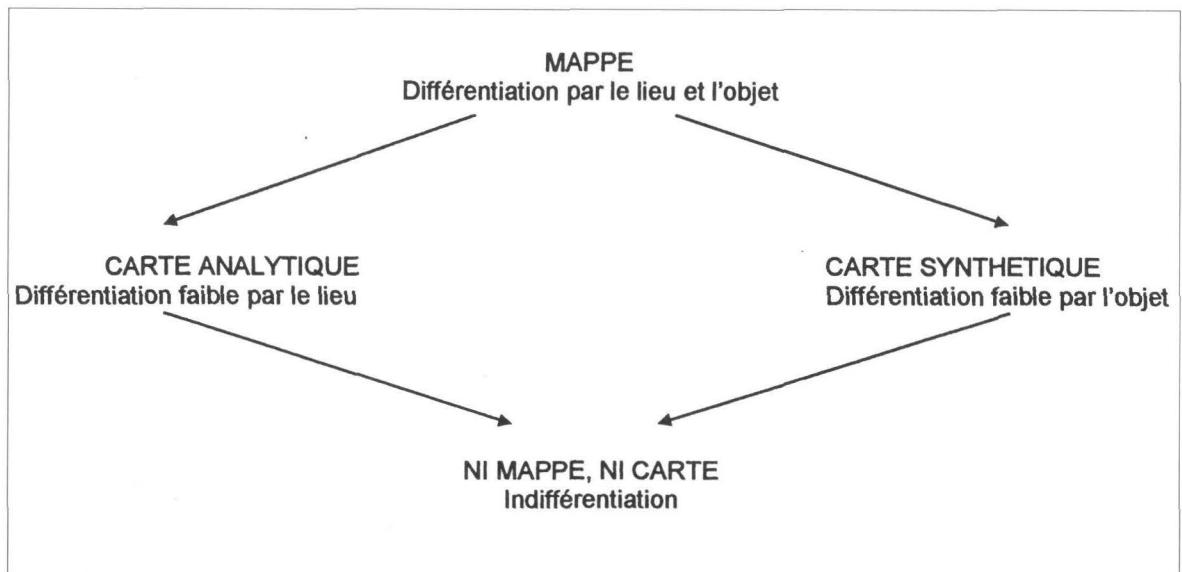 MAPPE
Différentiation par le lieu et l'objet
CARTE ANALYTIQUE
Différentiation faible par le lieu
CARTE SYNTHETIQUE
Différentiation faible par l'objet
NI MAPPE, NI CARTE
Indifférentiation